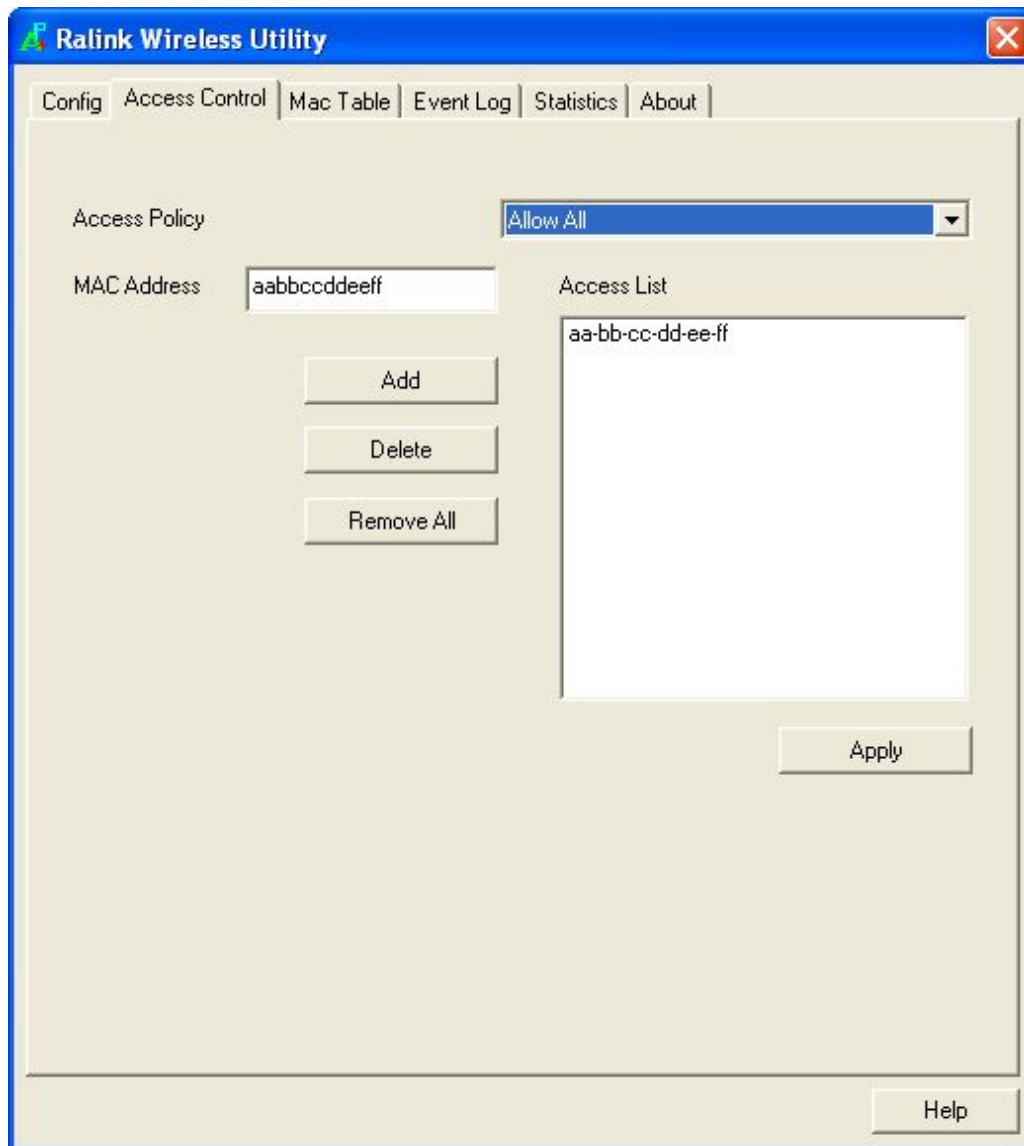 Ralink Wireless Utility
Config Access Control Mac Table Event Log Statistics About
Access Policy Allow All
MAC Address aabbccddeeff Access List
aa-bb-cc-dd-ee-ff
Add
Delete
Remove All
Apply
Help